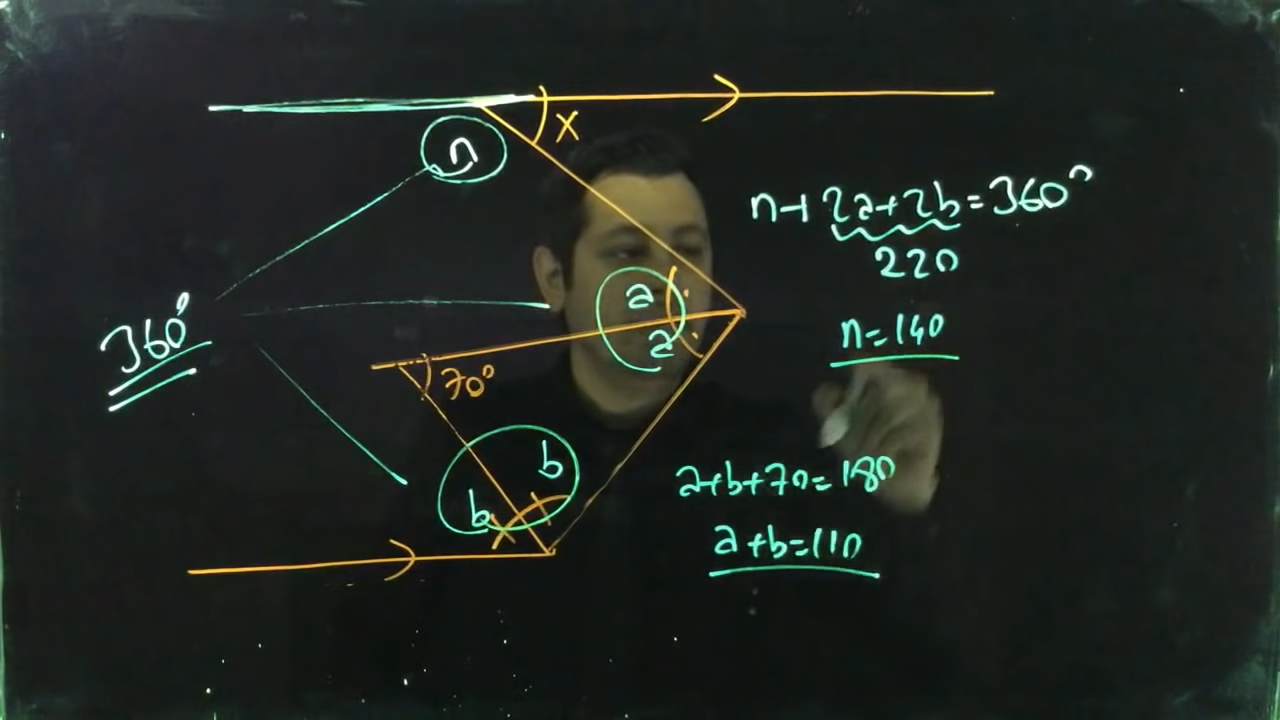 x
n
n+2a+2b=360°
220
a
360°
n=140
a
70°
b
a+b+70=180
b
a+b=110